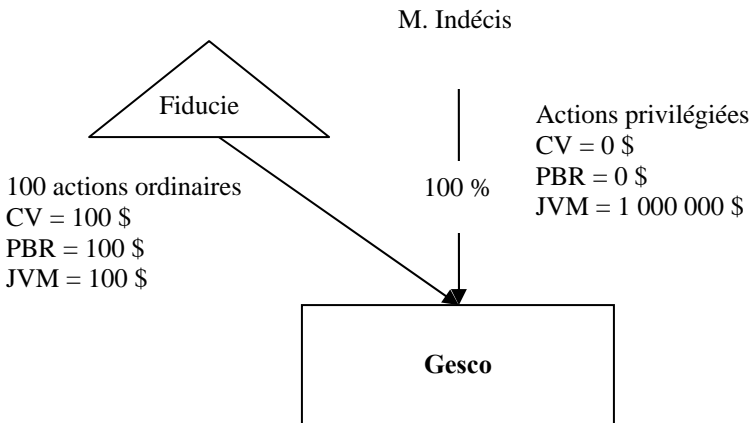 M. Indécis
Fiducie
Actions privilégiées
CV = 0 $
PBR = 0 $
JVM = 1 000 000 $
100 actions ordinaires
CV = 100 $
PBR = 100 $
JVM = 100 $
100 %
Gesco